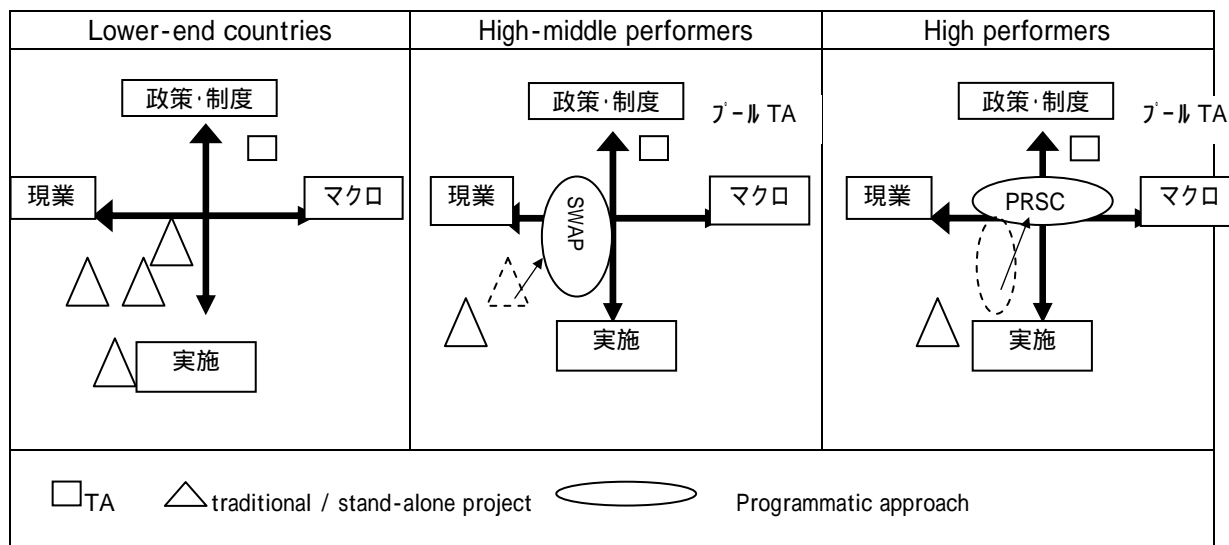 Lower-end countries
High-middle performers
High performers
政策・制度
現業
マクロ
実施
政策・制度
プール TA
現業
マクロ
SWAP
実施
政策・制度
プール TA
現業
PRSC
マクロ
実施
TA
traditional / stand-alone project
Programmatic approach